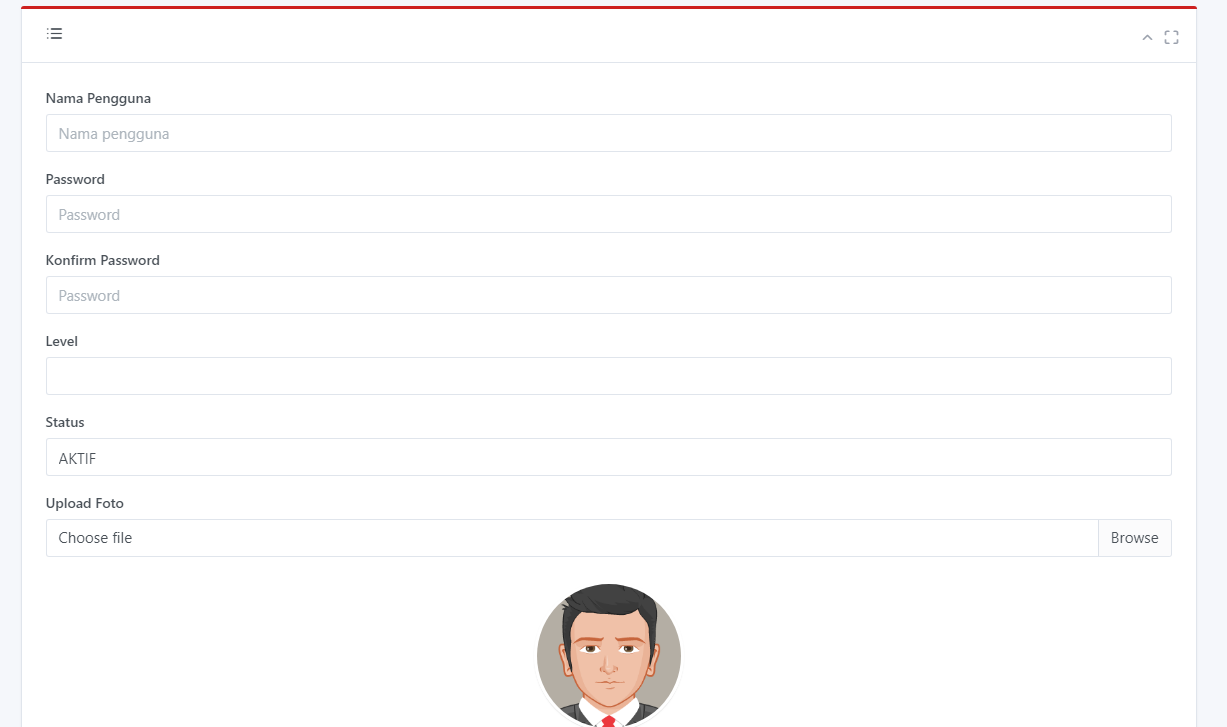 Nama Pengguna
Nama pengguna
Password
Password
Konfirm Password
Password
Level
Status
AKTIF
Upload Foto
Choose file Browse